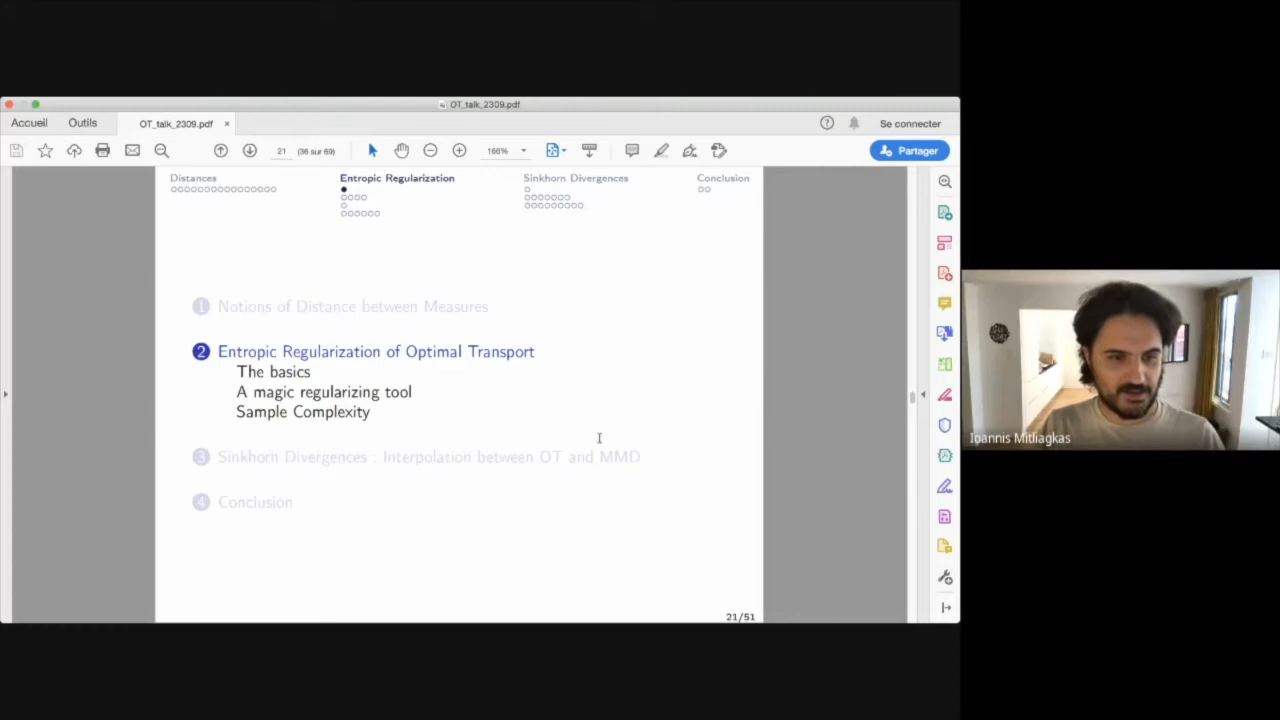 OT_talk_2309.pdf
Accueil Outils OT_talk_2309.pdf × Se connecter
21 (36 sur 69) 166% Partager
Distances Entropic Regularization Sinkhorn Divergences Conclusion
1 Notions of Distance between Measures
2 Entropic Regularization of Optimal Transport
The basics
A magic regularizing tool
Sample Complexity
3 Sinkhorn Divergences : Interpolation between OT and MMD
4 Conclusion
21/51
Ioannis Mitliagkas